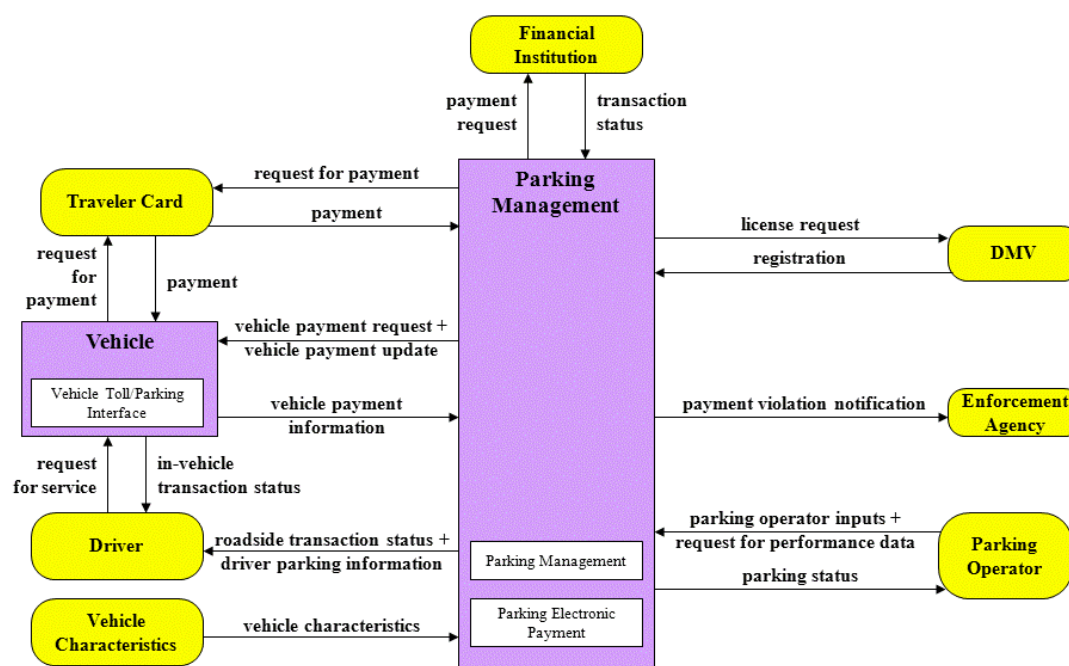 Financial
Institution
payment
request
transaction
status
request for payment
Parking
Management
Traveler Card
payment
license request
DMV
registration
request
for
payment
payment
vehicle payment request +
vehicle payment update
Vehicle
Vehicle Toll/Parking
Interface
vehicle payment
information
payment violation notification
Enforcement
Agency
request
for service
in-vehicle
transaction status
parking operator inputs +
request for performance data
Driver
roadside transaction status +
driver parking information
Parking Management
Parking
Operator
parking status
Vehicle
Characteristics
vehicle characteristics
Parking Electronic
Payment